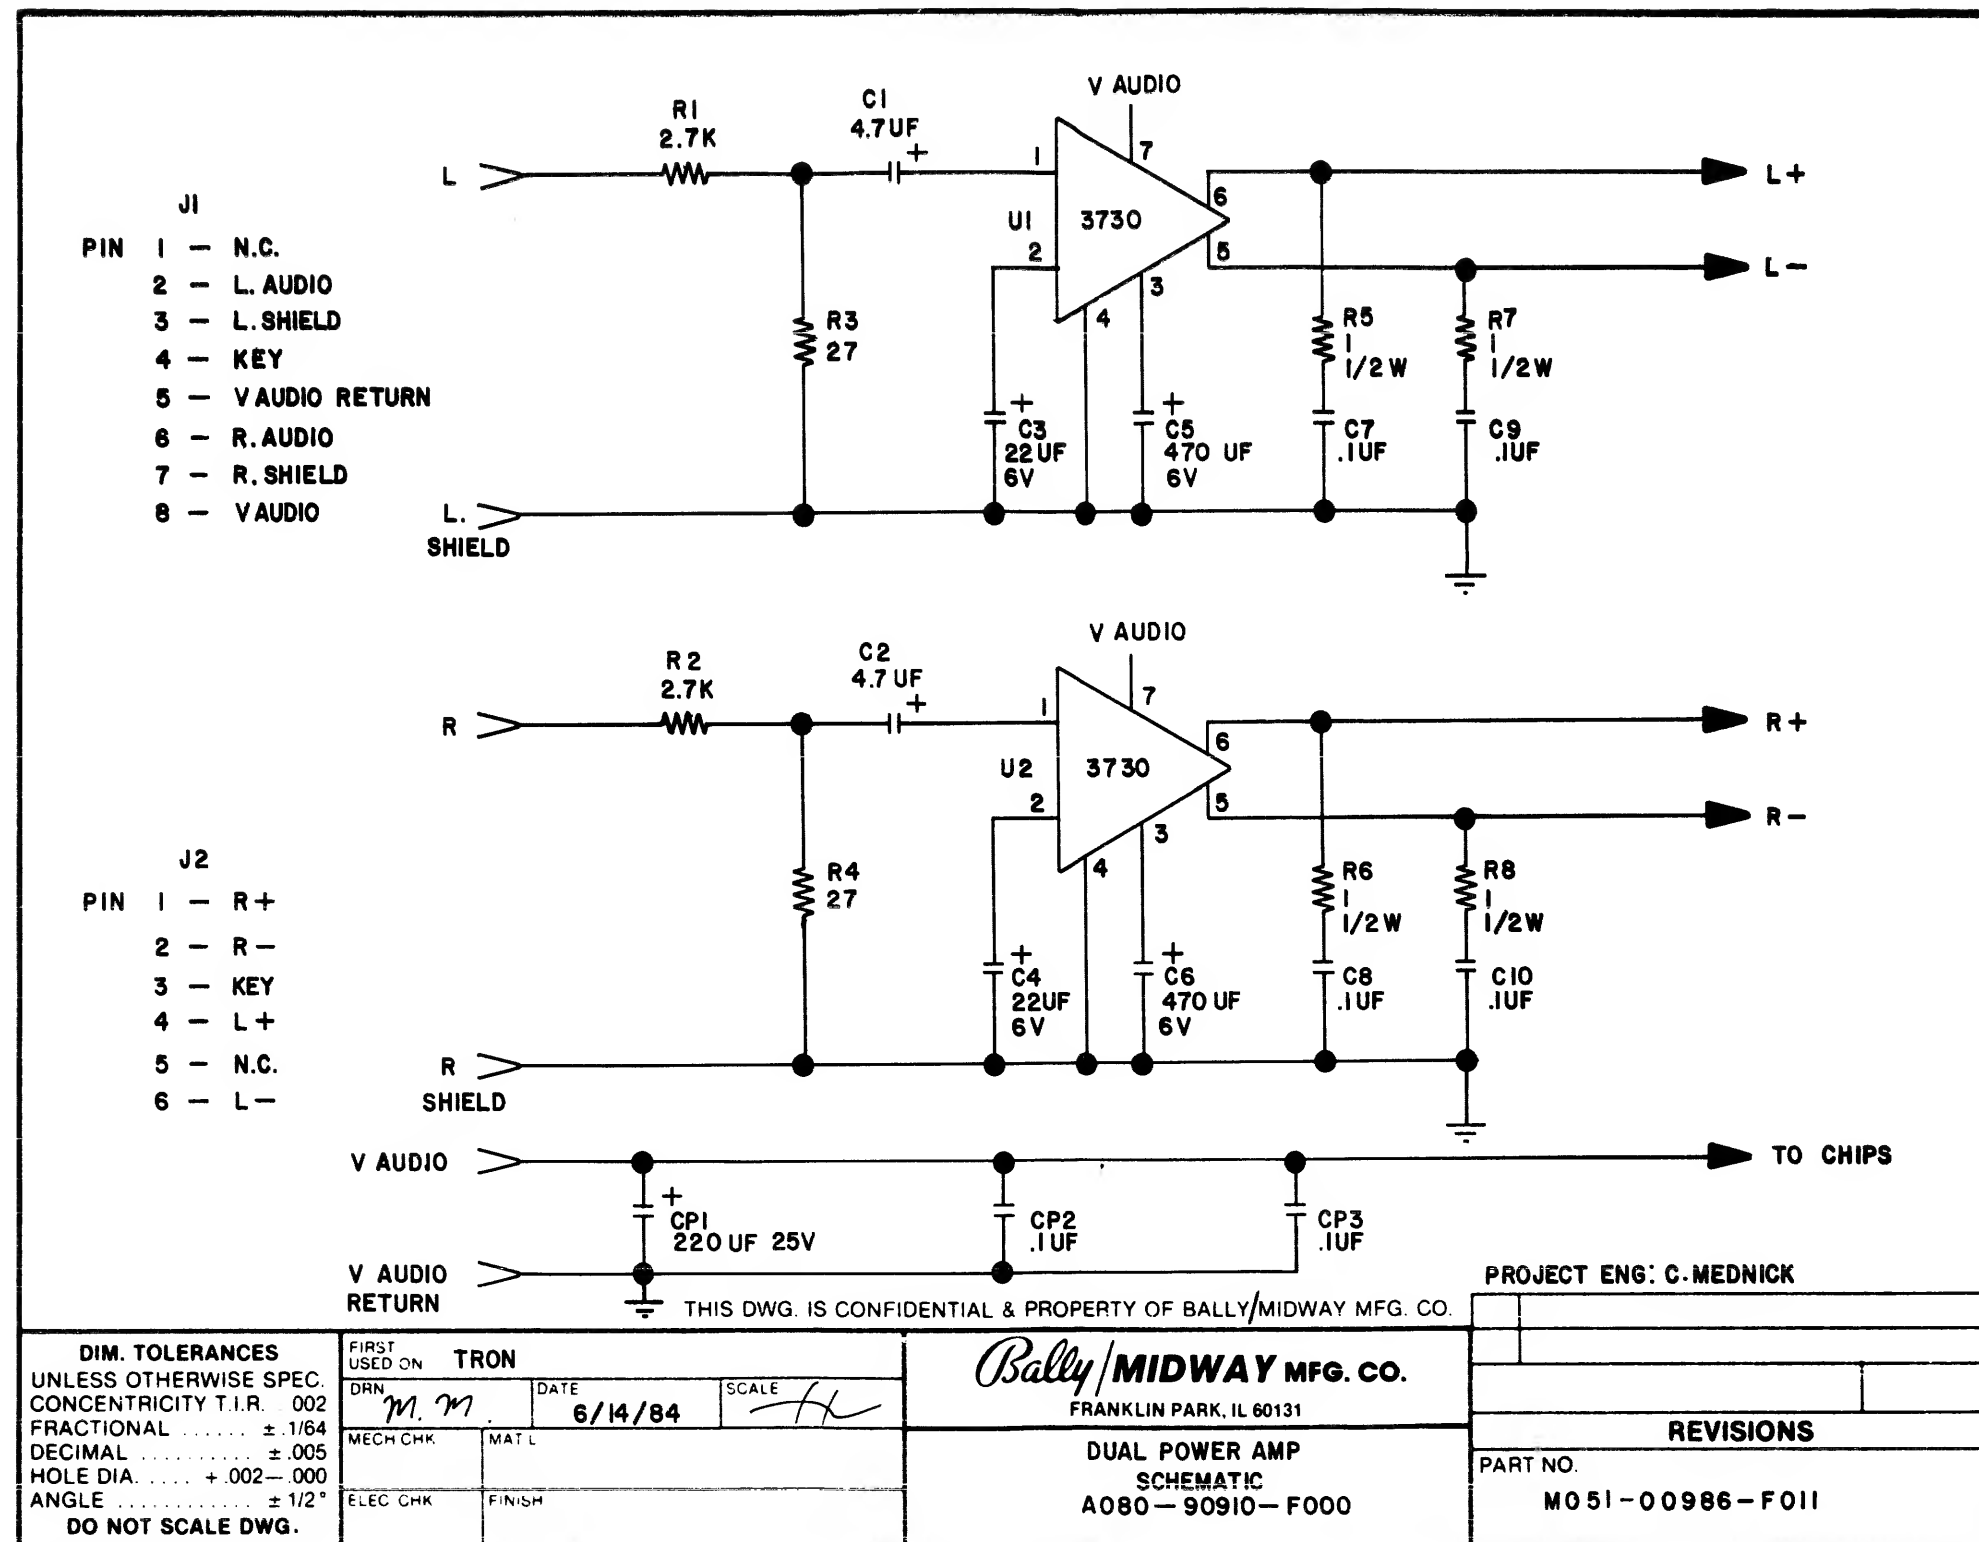 V AUDIO
R1
2.7K
C1
4.7UF
+
L
1
7
6
L+
U1
3730
2
5
L-
3
4
J1
PIN 1 — N.C.
2 — L. AUDIO
3 — L. SHIELD
4 — KEY
5 — V AUDIO RETURN
6 — R. AUDIO
7 — R. SHIELD
8 — V AUDIO
R3
27
R5
1
1/2 W
R7
1
1/2 W
+
C3
22UF
6V
+
C5
470 UF
6V
C7
.1UF
C9
.1UF
L.
SHIELD
V AUDIO
R2
2.7K
C2
4.7 UF
+
R
1
7
6
R+
U2
3730
2
5
R-
3
4
J2
PIN 1 — R+
2 — R-
3 — KEY
4 — L+
5 — N.C.
6 — L-
R4
27
R6
1
1/2 W
R8
1
1/2 W
+
C4
22UF
6V
+
C6
470 UF
6V
C8
.1UF
C10
.1UF
R
SHIELD
V AUDIO
TO CHIPS
+
CP1
220 UF 25V
CP2
.1UF
CP3
.1UF
V AUDIO
RETURN
PROJECT ENG: C. MEDNICK
THIS DWG. IS CONFIDENTIAL & PROPERTY OF BALLY/MIDWAY MFG. CO.
DIM. TOLERANCES
UNLESS OTHERWISE SPEC.
CONCENTRICITY T.I.R. 002
FRACTIONAL ...... ± .1/64
DECIMAL .......... ± .005
HOLE DIA. .... + .002—.000
ANGLE ............ ± 1/2°
DO NOT SCALE DWG.
FIRST
USED ON TRON
DRN M. M.
DATE
6/14/84
SCALE
MECH CHK
MAT L
ELEC CHK
FINISH
Bally/MIDWAY MFG. CO.
FRANKLIN PARK, IL 60131
DUAL POWER AMP
SCHEMATIC
A080—90910—F000
REVISIONS
PART NO.
M051-00986-F011